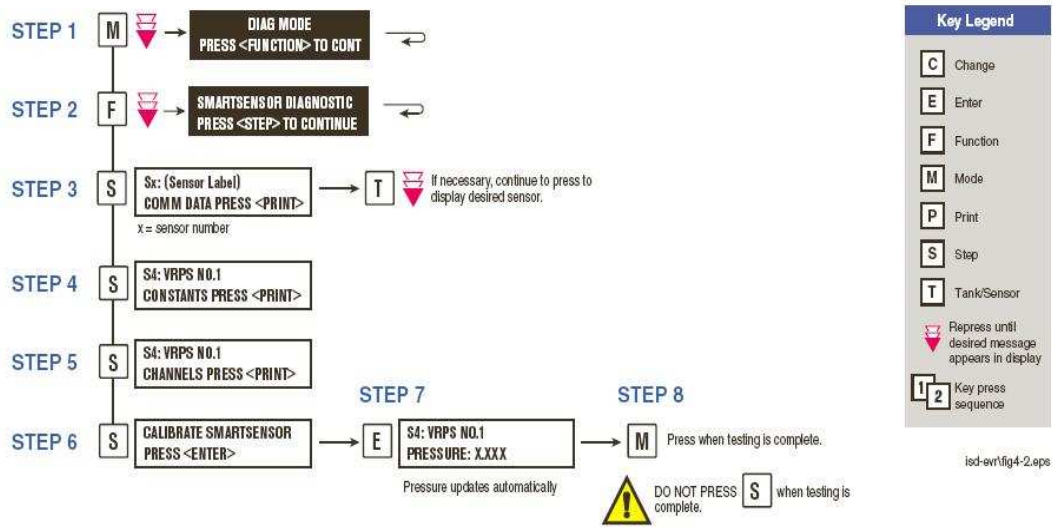 STEP 1
M
DIAG MODE
PRESS <FUNCTION> TO CONT
STEP 2
F
SMARTSENSOR DIAGNOSTIC
PRESS <STEP> TO CONTINUE
STEP 3
S
Sx: (Sensor Label)
COMM DATA PRESS <PRINT>
x = sensor number
T
If necessary, continue to press to
display desired sensor.
STEP 4
S
S4: VRPS NO.1
CONSTANTS PRESS <PRINT>
STEP 5
S
S4: VRPS NO.1
CHANNELS PRESS <PRINT>
STEP 6
S
CALIBRATE SMARTSENSOR
PRESS <ENTER>
STEP 7
E
S4: VRPS NO.1
PRESSURE: X.XXX
Pressure updates automatically
STEP 8
M
Press when testing is complete.
DO NOT PRESS S when testing is
complete.
Key Legend
C Change
E Enter
F Function
M Mode
P Print
S Step
T Tank/Sensor
Repress until
desired message
appears in display
1 2 Key press
sequence
isd-evr\fig4-2.eps